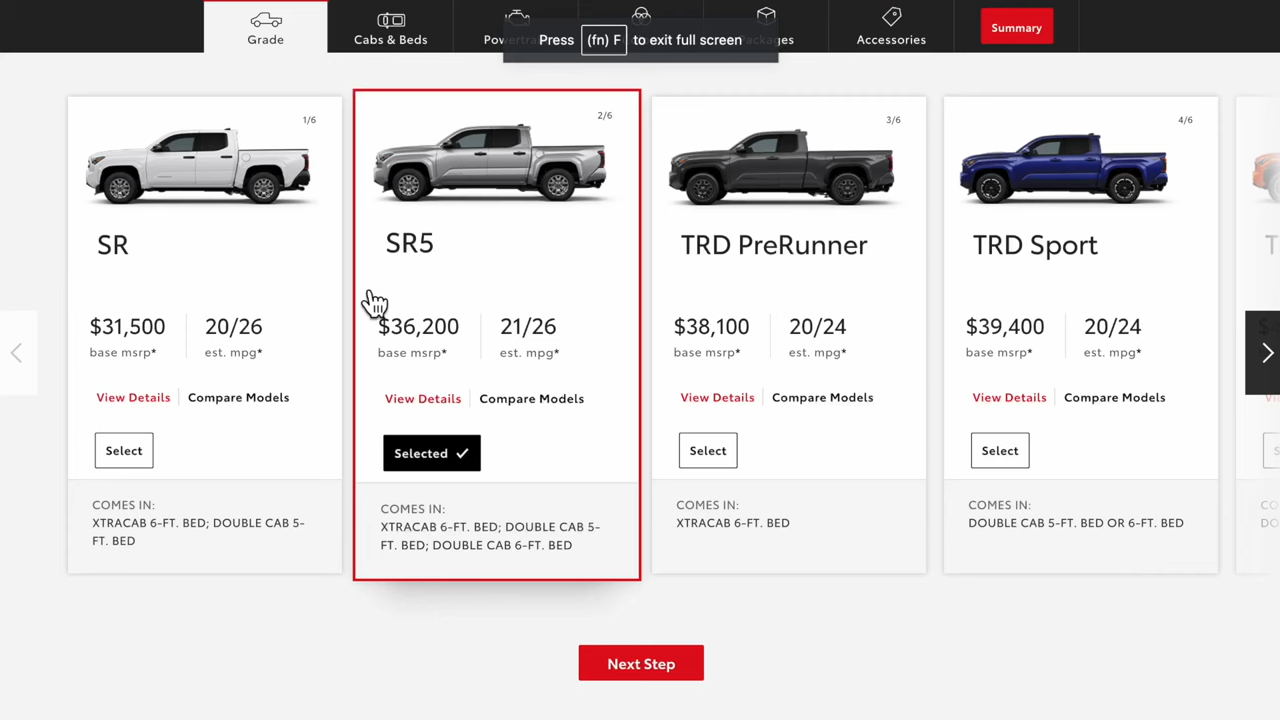 Grade
Cabs & Beds
Accessories
Summary
Press (fn) F to exit full screen
1/6
SR
$31,500
base msrp*
20/26
est. mpg*
View Details
Compare Models
Select
COMES IN:
XTRACAB 6-FT. BED; DOUBLE CAB 5-
FT. BED
2/6
SR5
$36,200
base msrp*
21/26
est. mpg*
View Details
Compare Models
Selected
COMES IN:
XTRACAB 6-FT. BED; DOUBLE CAB 5-
FT. BED; DOUBLE CAB 6-FT. BED
3/6
TRD PreRunner
$38,100
base msrp*
20/24
est. mpg*
View Details
Compare Models
Select
COMES IN:
XTRACAB 6-FT. BED
4/6
TRD Sport
$39,400
base msrp*
20/24
est. mpg*
View Details
Compare Models
Select
COMES IN:
DOUBLE CAB 5-FT. BED OR 6-FT. BED
Next Step